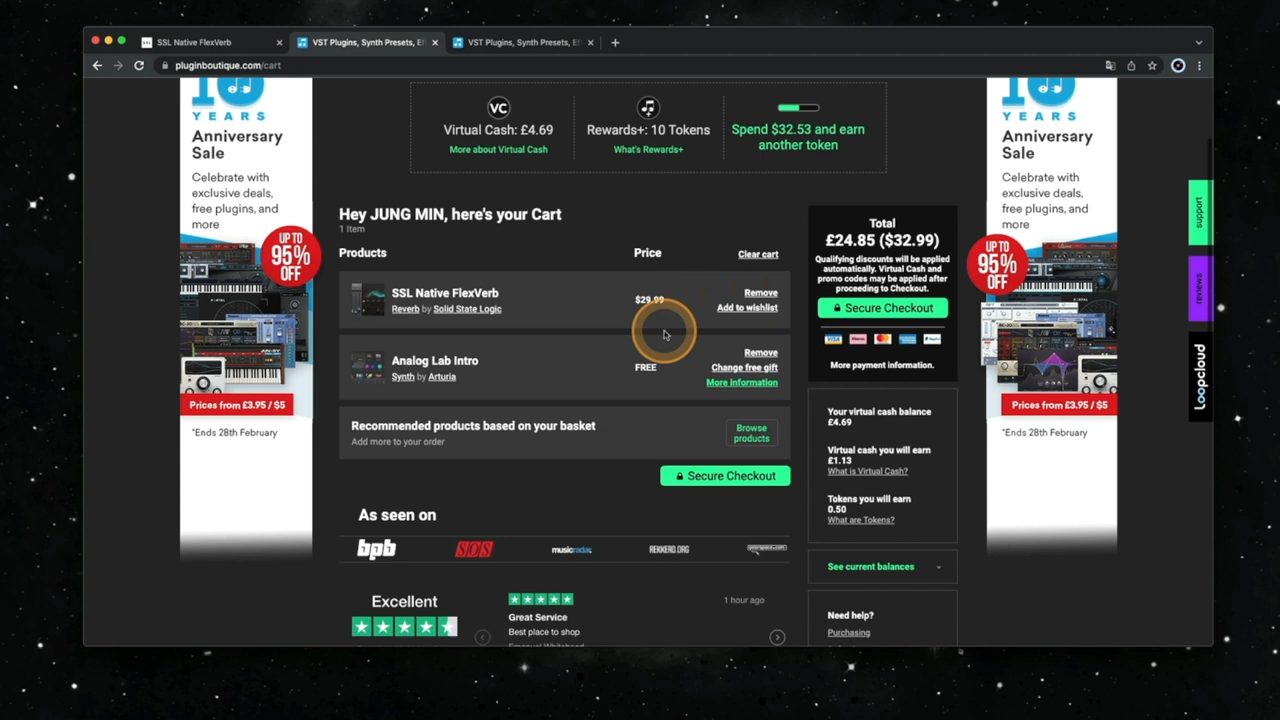 SSL Native FlexVerb
VST Plugins, Synth Presets, Ef
VST Plugins, Synth Presets, Ef
pluginboutique.com/cart
10
YEARS
Anniversary
Sale
Celebrate with
exclusive deals,
free plugins, and
more
UP TO
95%
OFF
Prices from £3.95 / $5
*Ends 28th February
VC
Virtual Cash: £4.69
More about Virtual Cash
Rewards+: 10 Tokens
What's Rewards+
Spend $32.53 and earn
another token
Hey JUNG MIN, here's your Cart
1 Item
Products
Price
Clear cart
SSL Native FlexVerb
Reverb by Solid State Logic
$29.99
Remove
Add to wishlist
Analog Lab Intro
Synth by Arturia
FREE
Remove
Change free gift
More information
Recommended products based on your basket
Add more to your order
Browse
products
Secure Checkout
As seen on
bpb
SOS
musicradar.
REKKERD.ORG
Excellent
Great Service
Best place to shop
1 hour ago
Total
£24.85 ($32.99)
Qualifying discounts will be applied
automatically. Virtual Cash and
promo codes may be applied after
proceeding to Checkout.
Secure Checkout
VISA
Klarna
PayPal
More payment information.
Your virtual cash balance
£4.69
Virtual cash you will earn
£1.13
What is Virtual Cash?
Tokens you will earn
0.50
What are Tokens?
See current balances
Need help?
Purchasing
10
YEARS
Anniversary
Sale
Celebrate with
exclusive deals,
free plugins, and
more
UP TO
95%
OFF
Prices from £3.95 / $5
*Ends 28th February
support
reviews
Loopcloud